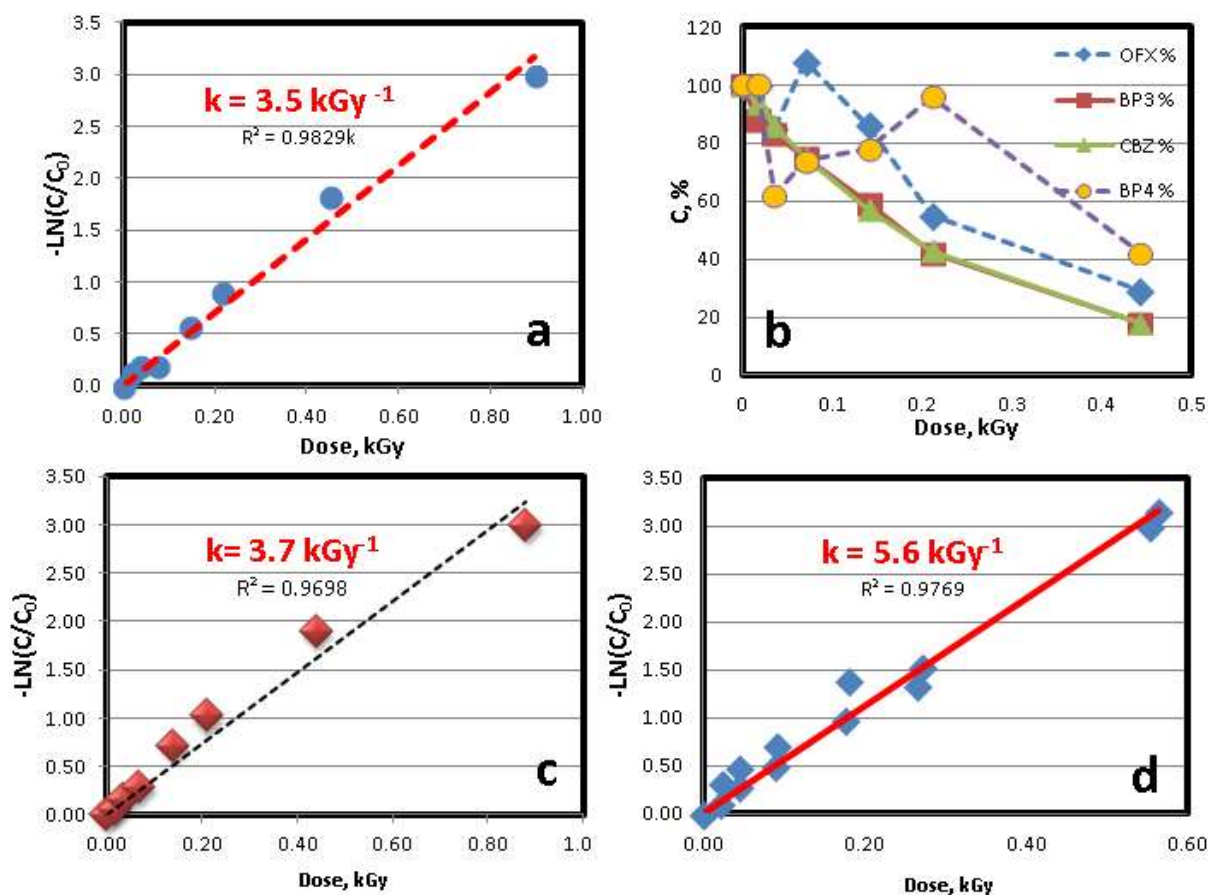 3.5
3.0
2.5
2.0
1.5
1.0
0.5
0.0
-LN(C/C₀)
k = 3.5 kGy ⁻¹
R² = 0.9829k
a
0.00 0.20 0.40 0.60 0.80 1.00
Dose, kGy
120
100
80
60
40
20
0
C, %
OFX%
BP3%
CBZ%
BP4%
b
0 0.1 0.2 0.3 0.4 0.5
Dose, kGy
3.50
3.00
2.50
2.00
1.50
1.00
0.50
0.00
-LN(C/C₀)
k= 3.7 kGy⁻¹
R² = 0.9698
c
0.00 0.20 0.40 0.60 0.80 1.0
Dose, kGy
3.50
3.00
2.50
2.00
1.50
1.00
0.50
0.00
-LN(C/C₀)
k = 5.6 kGy⁻¹
R² = 0.9769
d
0.00 0.20 0.40 0.60
Dose, kGy